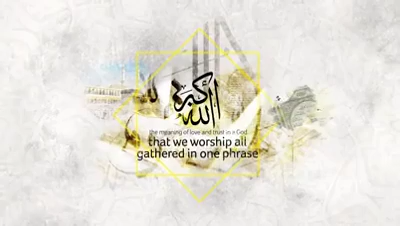 الله أكبر
the meaning of love and trust in a God
that we worship all
gathered in one phrase